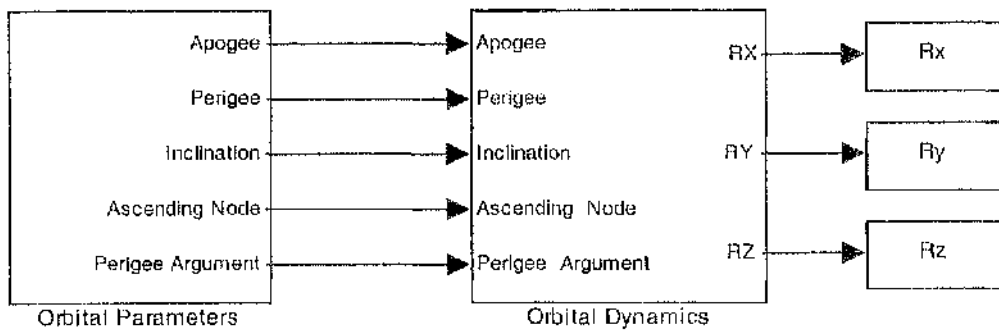 Apogee
Perigee
Inclination
Ascending Node
Perigee Argument
Orbital Parameters
Apogee
Perigee
Inclination
Ascending Node
Perigee Argument
RX
RY
RZ
Orbital Dynamics
Rx
Ry
Rz